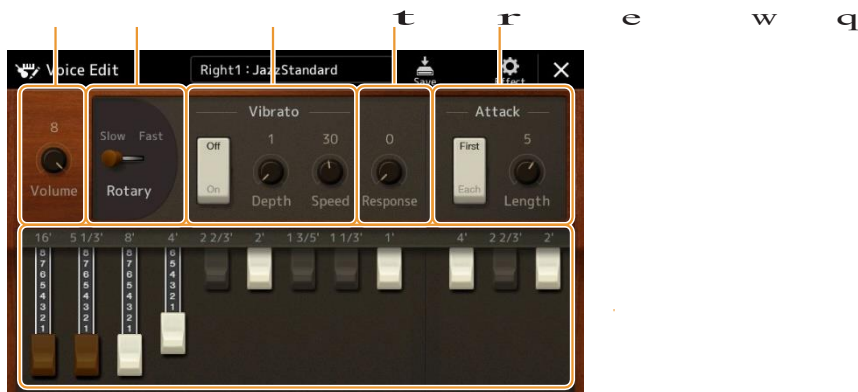 t r e w q
Voice Edit Right1 : JazzStandard Save Effect
Vibrato Attack
8 Slow Fast Off 1 30 0 First 5
On Each
Volume Rotary Depth Speed Response Length
16' 5 1/3' 8' 4' 2 2/3' 2' 1 3/5' 1 1/3' 1' 4' 2 2/3' 2'
8 8 8 6
7 7 7 5
6 6 6 4
5 5 5 3
4 4 4 2
3 3 3 1
2 2 2
1 1 1